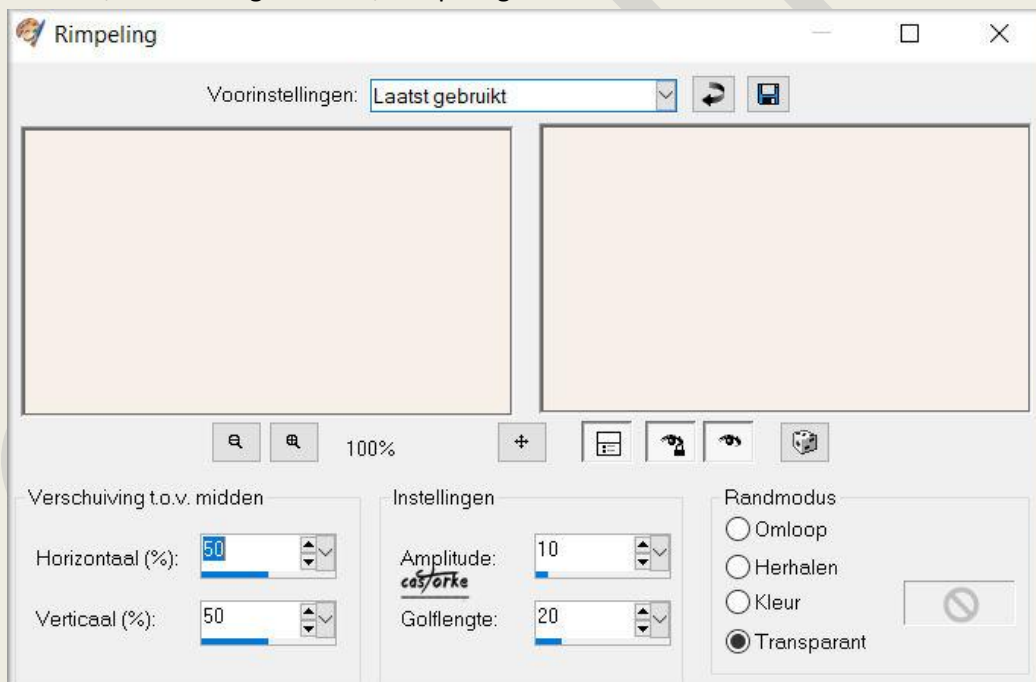 Rimpeling
Voorinstellingen: Laatst gebruikt
100%
Verschuiving t.o.v. midden
Horizontaal (%): 50
Verticaal (%): 50
Instellingen
Amplitude: 10
castorke
Golflengte: 20
Randmodus
Omloop
Herhalen
Kleur
Transparant